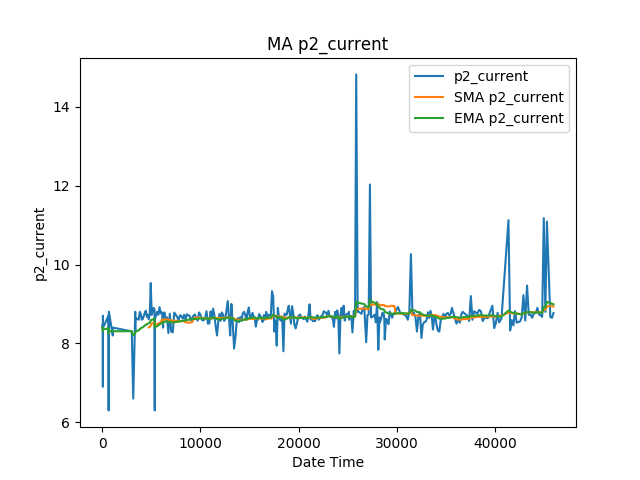 MA p2_current
p2_current
SMA p2_current
EMA p2_current
14
12
10
8
6
p2_current
0
10000
20000
30000
40000
Date Time